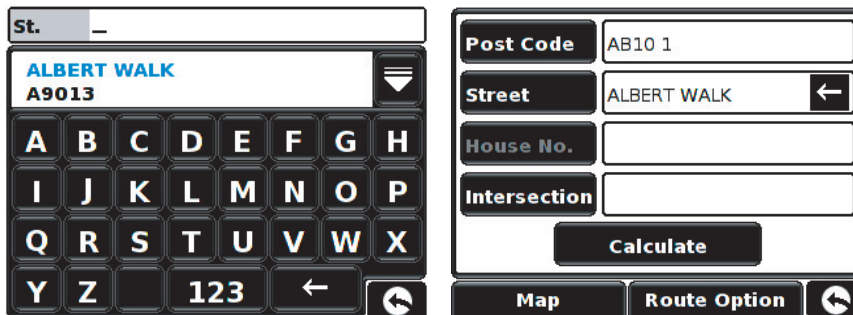 St. _
ALBERT WALK
A9013
A B C D E F G H
I J K L M N O P
Q R S T U V W X
Y Z 123 ←
Post Code AB10 1
Street ALBERT WALK ←
House No.
Intersection
Calculate
Map Route Option